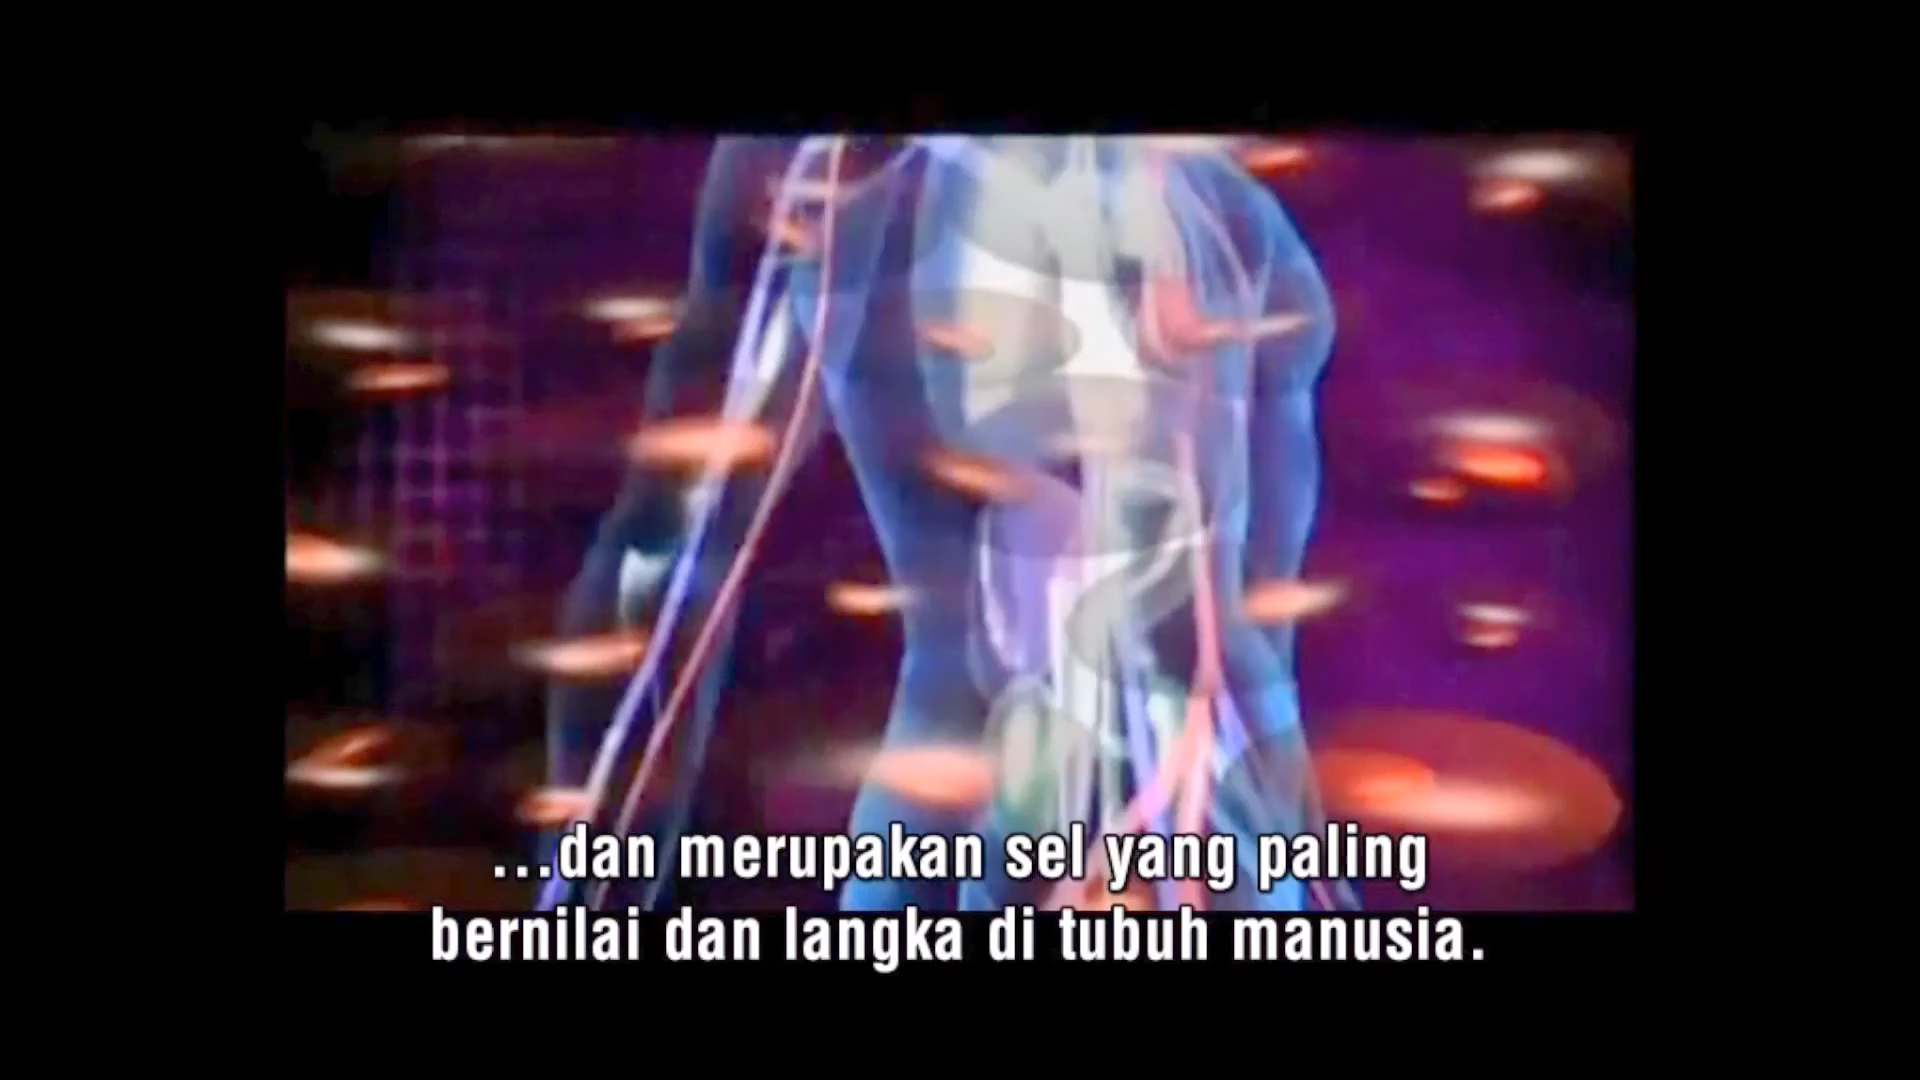 ...dan merupakan sel yang paling
bernilai dan langka di tubuh manusia.